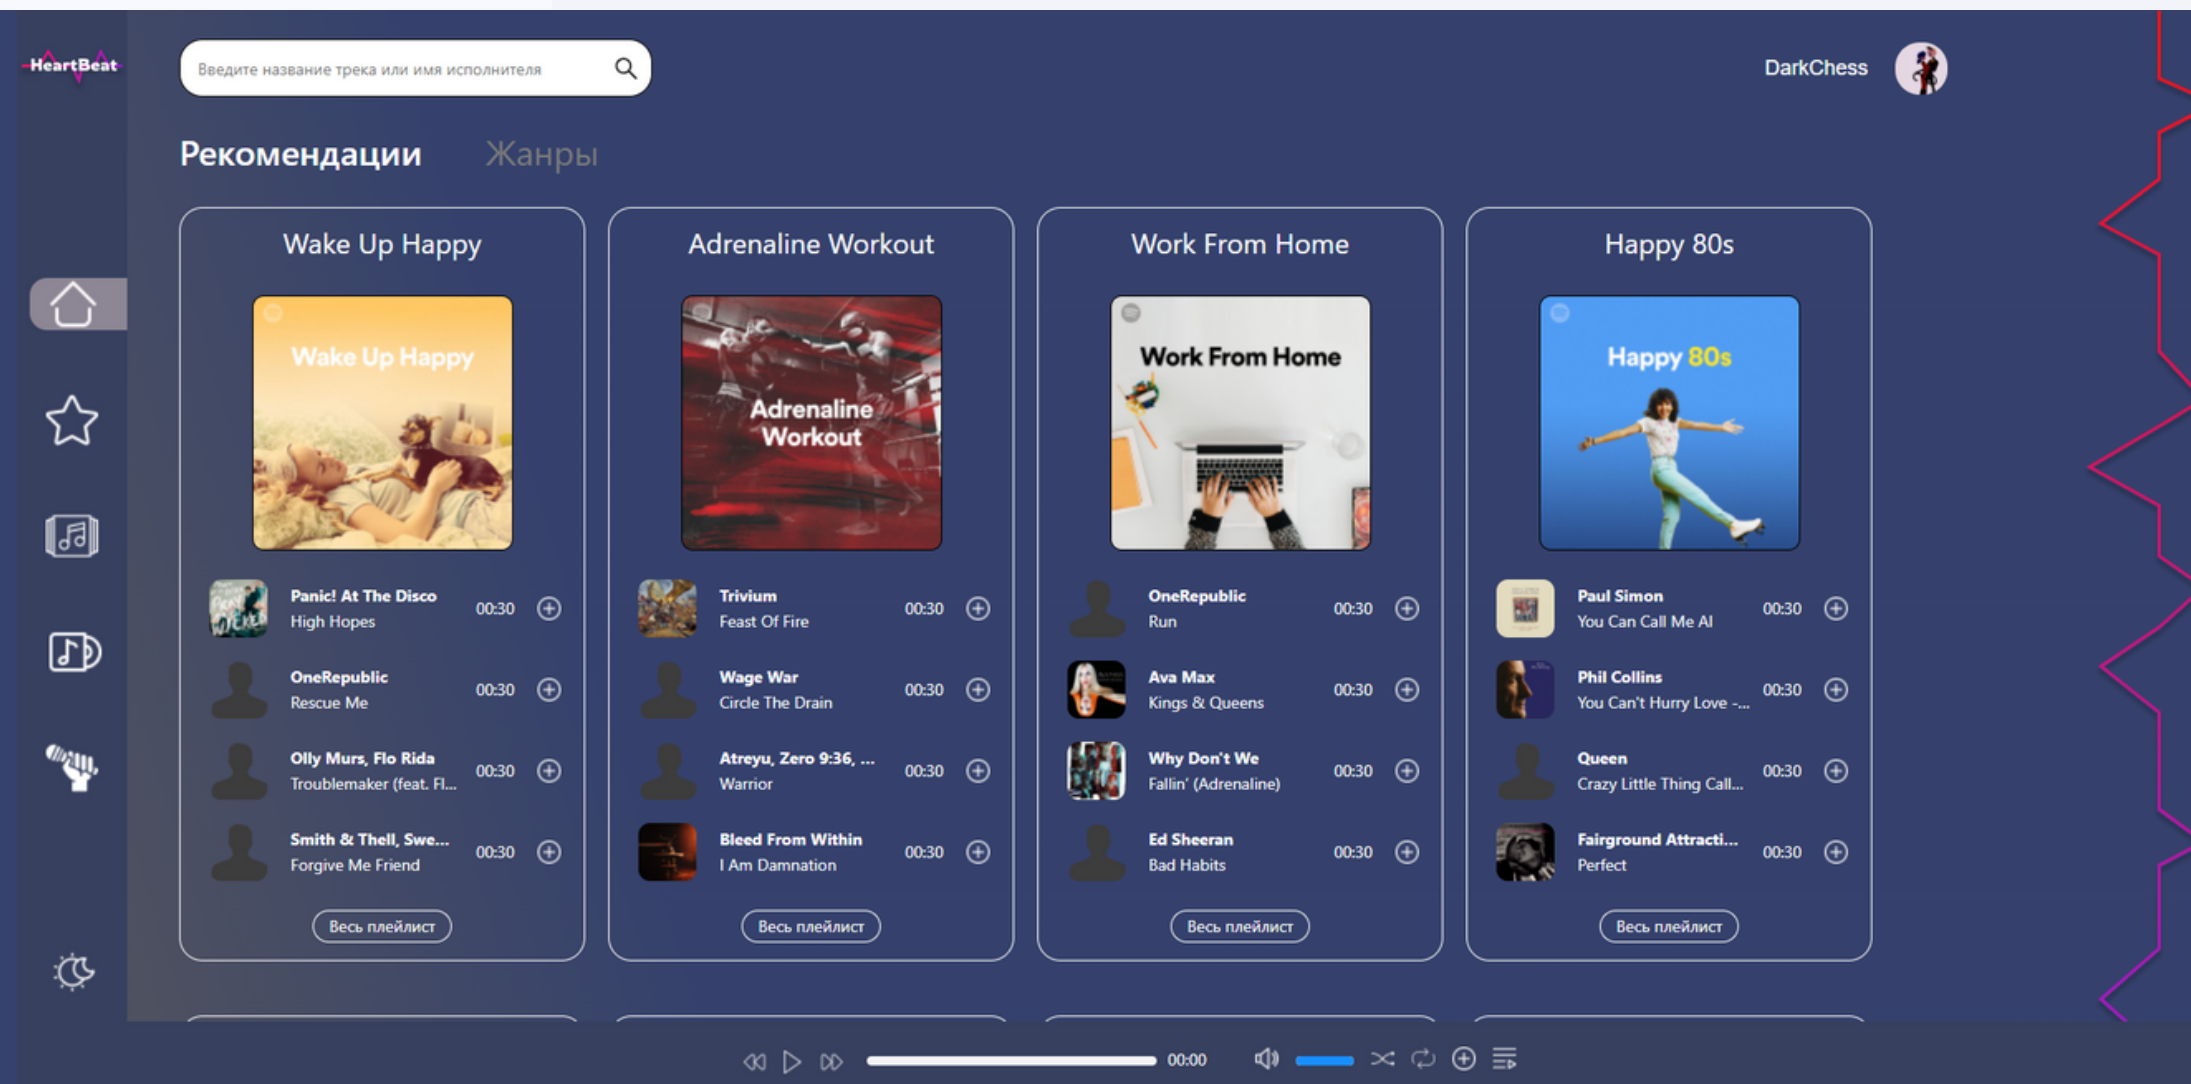 HeartBeat
Введите название трека или имя исполнителя
DarkChess
Рекомендации
Жанры
Wake Up Happy
Wake Up Happy
Panic! At The Disco
High Hopes
00:30
OneRepublic
Rescue Me
00:30
Olly Murs, Flo Rida
Troublemaker (feat. Fl...
00:30
Smith & Thell, Swe...
Forgive Me Friend
00:30
Весь плейлист
Adrenaline Workout
Adrenaline
Workout
Trivium
Feast Of Fire
00:30
Wage War
Circle The Drain
00:30
Atreyu, Zero 9:36, ...
Warrior
00:30
Bleed From Within
I Am Damnation
00:30
Весь плейлист
Work From Home
Work From Home
OneRepublic
Run
00:30
Ava Max
Kings & Queens
00:30
Why Don't We
Fallin' (Adrenaline)
00:30
Ed Sheeran
Bad Habits
00:30
Весь плейлист
Happy 80s
Happy 80s
Paul Simon
You Can Call Me Al
00:30
Phil Collins
You Can't Hurry Love -...
00:30
Queen
Crazy Little Thing Call...
00:30
Fairground Attracti...
Perfect
00:30
Весь плейлист
00:00